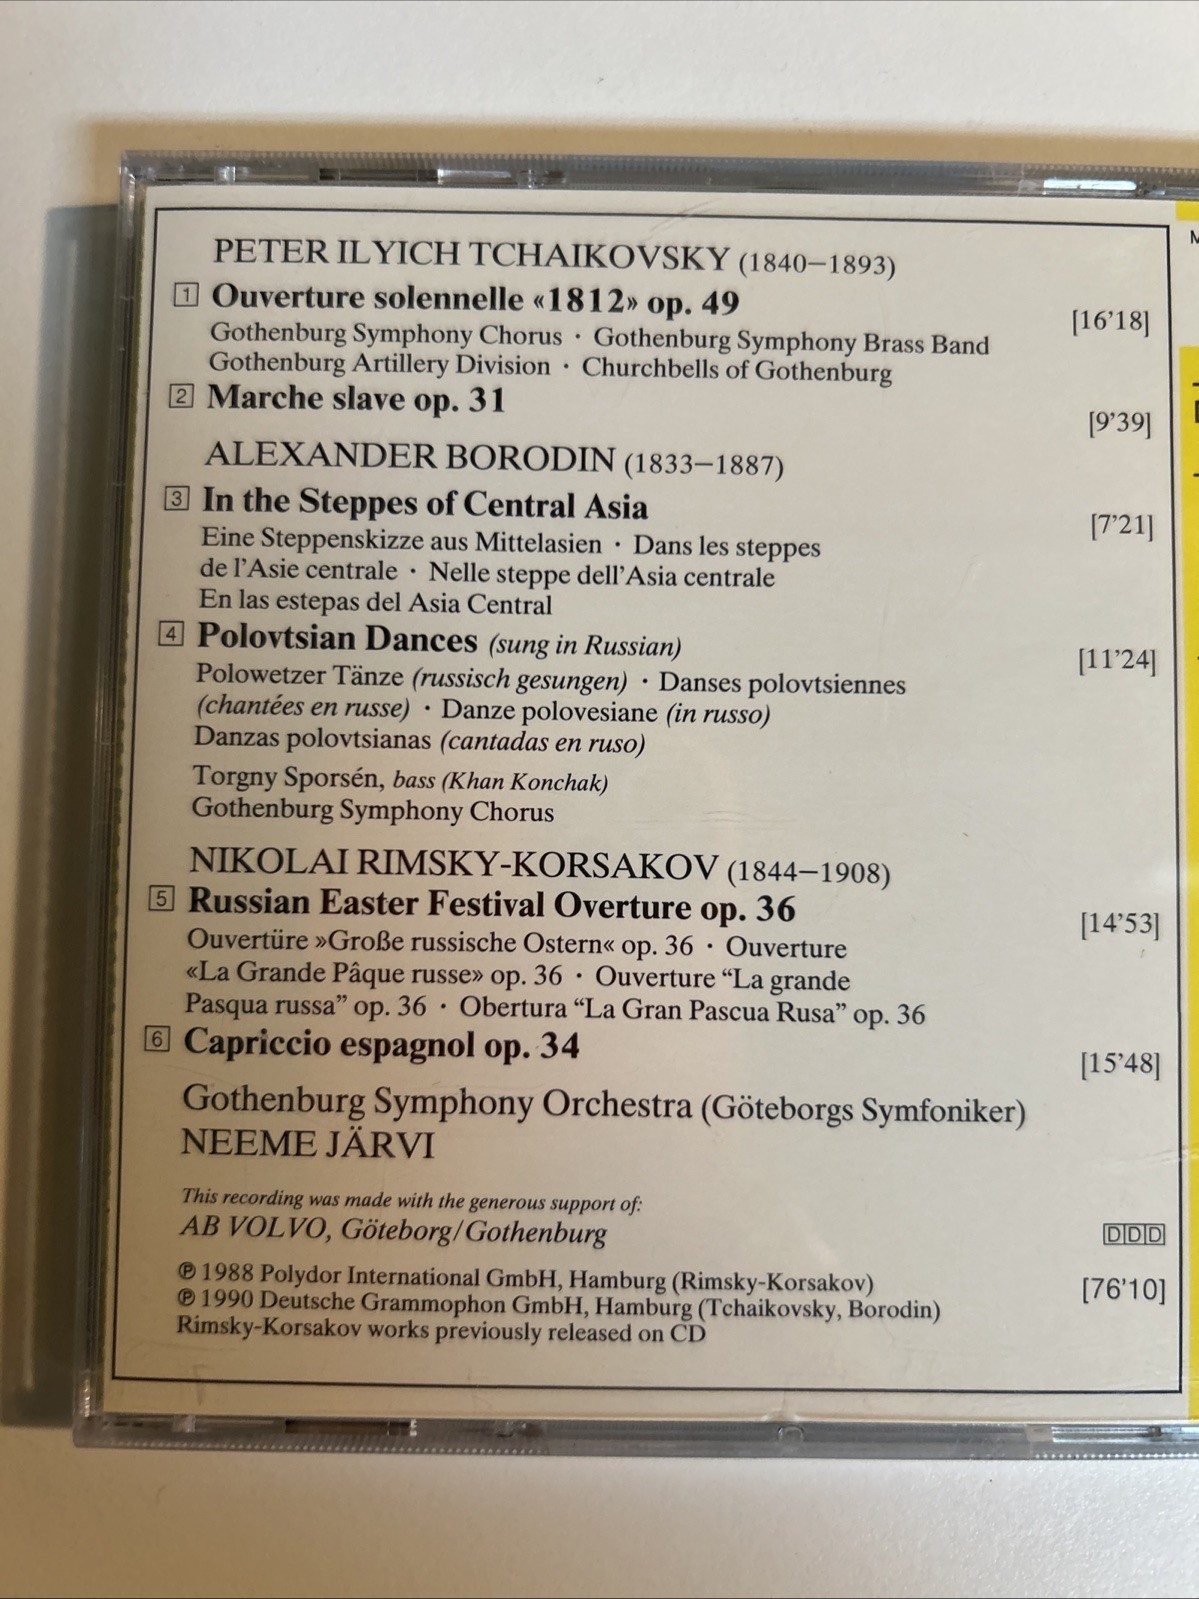 PETER ILYICH TCHAIKOVSKY (1840–1893)
1 Ouverture solennelle «1812» op. 49 [16’18]
Gothenburg Symphony Chorus · Gothenburg Symphony Brass Band
Gothenburg Artillery Division · Churchbells of Gothenburg
2 Marche slave op. 31 [9’39]
ALEXANDER BORODIN (1833–1887)
3 In the Steppes of Central Asia [7’21]
Eine Steppenskizze aus Mittelasien · Dans les steppes
de l’Asie centrale · Nelle steppe dell’Asia centrale
En las estepas del Asia Central
4 Polovtsian Dances (sung in Russian) [11’24]
Polowetzer Tänze (russisch gesungen) · Danses polovtsiennes
(chantées en russe) · Danze polovesiane (in russo)
Danzas polovtsianas (cantadas en ruso)
Torgny Sporsén, bass (Khan Konchak)
Gothenburg Symphony Chorus
NIKOLAI RIMSKY-KORSAKOV (1844–1908)
5 Russian Easter Festival Overture op. 36 [14’53]
Ouvertüre »Große russische Ostern« op. 36 · Ouverture
«La Grande Pâque russe» op. 36 · Ouverture “La grande
Pasqua russa” op. 36 · Obertura “La Gran Pascua Rusa” op. 36
6 Capriccio espagnol op. 34 [15’48]
Gothenburg Symphony Orchestra (Göteborgs Symfoniker)
NEEME JÄRVI
This recording was made with the generous support of:
AB VOLVO, Göteborg/Gothenburg
DDD
℗ 1988 Polydor International GmbH, Hamburg (Rimsky-Korsakov) [76’10]
℗ 1990 Deutsche Grammophon GmbH, Hamburg (Tchaikovsky, Borodin)
Rimsky-Korsakov works previously released on CD